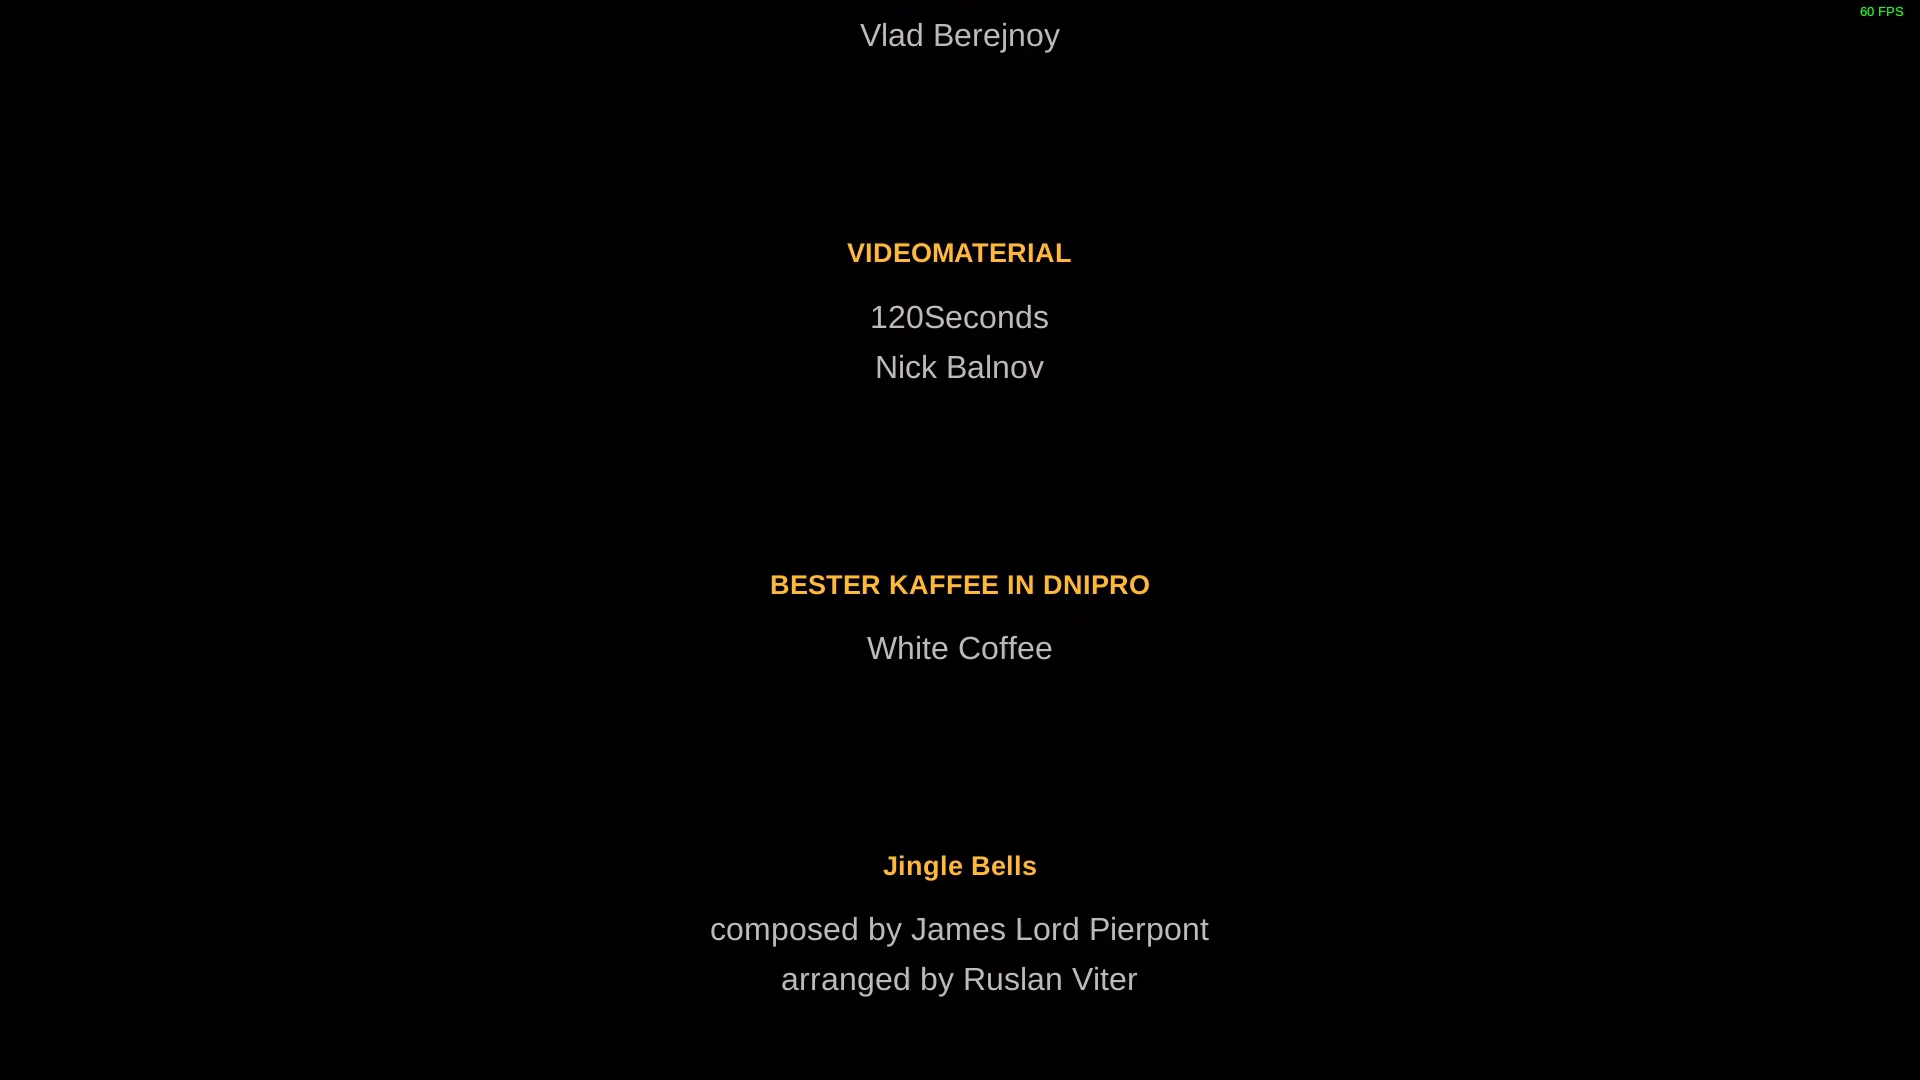 60 FPS
Vlad Berejnoy
VIDEOMATERIAL
120Seconds
Nick Balnov
BESTER KAFFEE IN DNIPRO
White Coffee
Jingle Bells
composed by James Lord Pierpont
arranged by Ruslan Viter